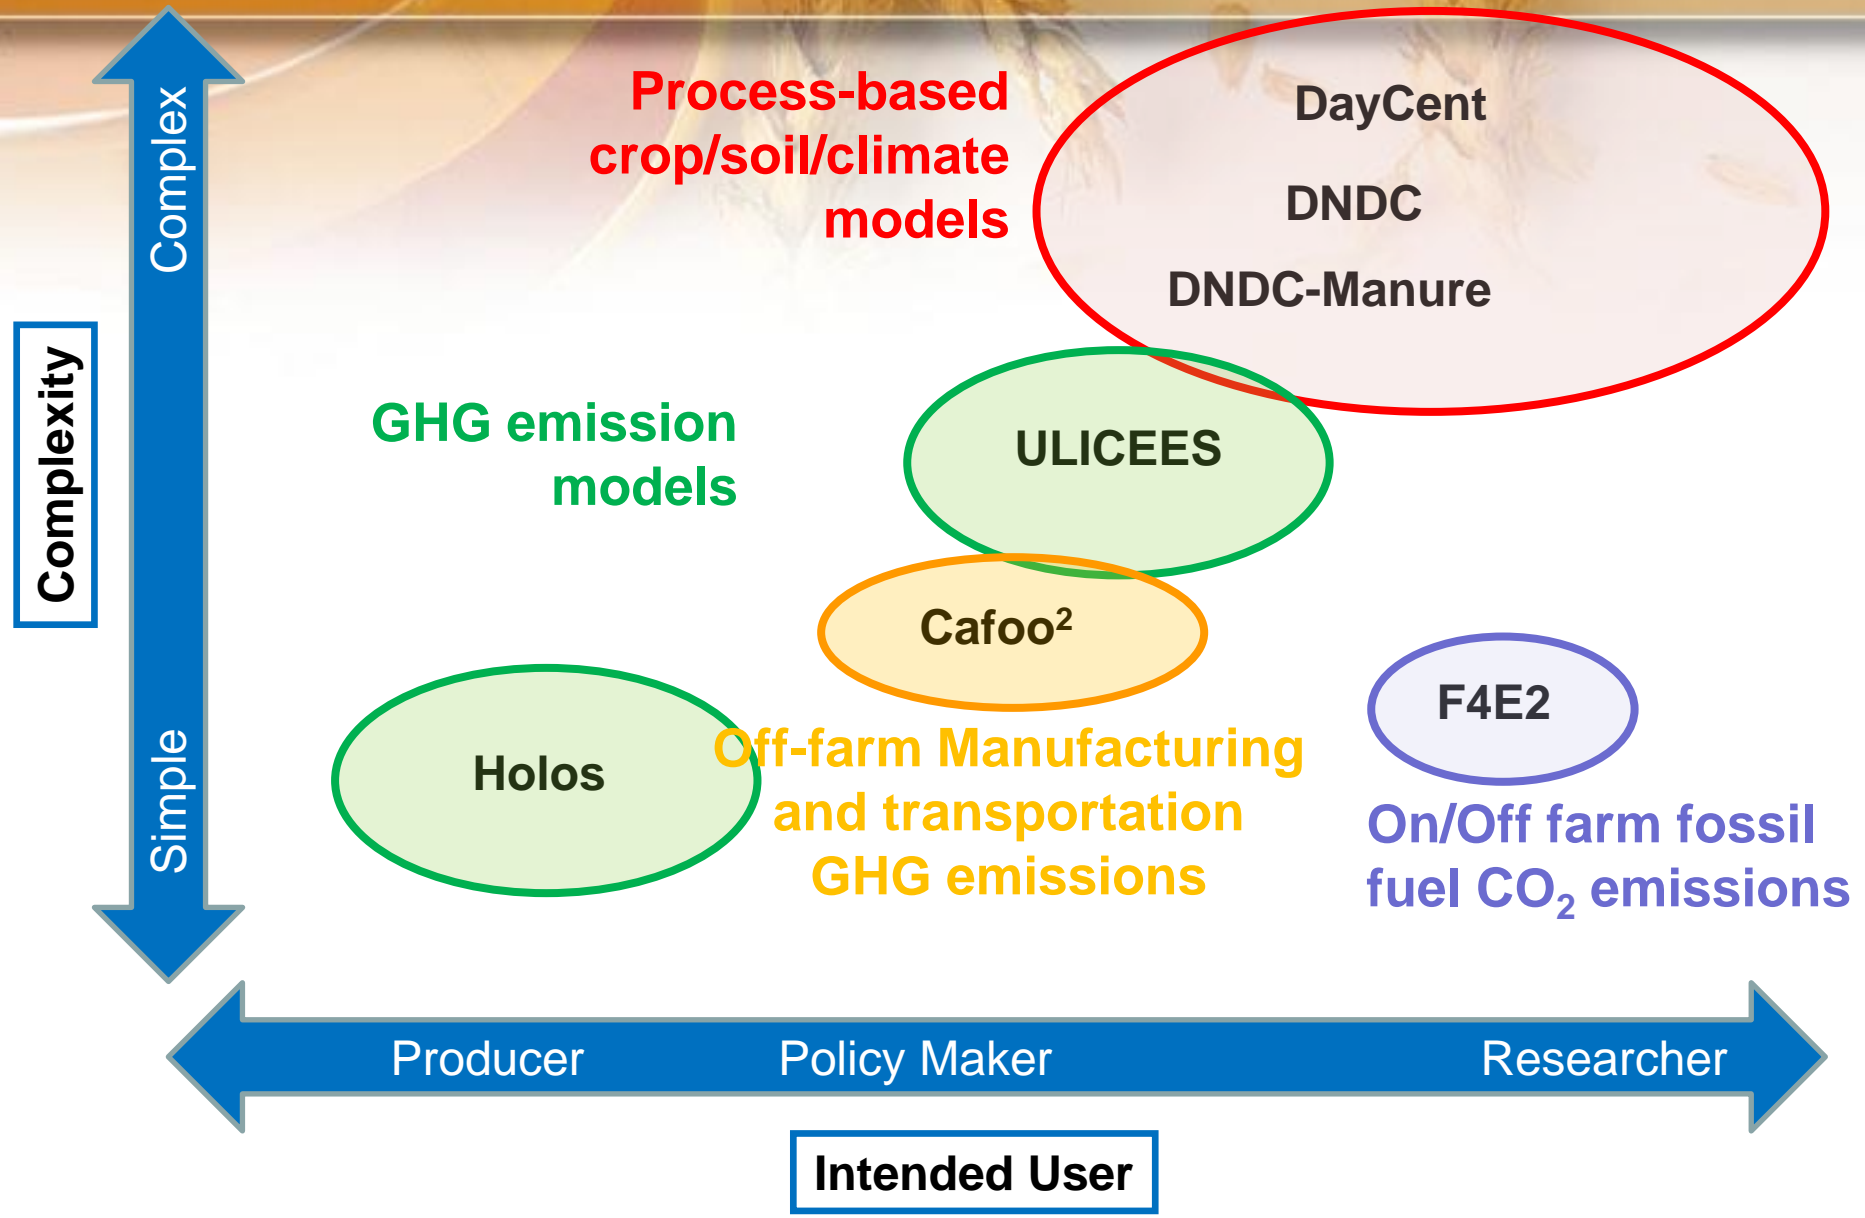 Complex
Process-based
crop/soil/climate
models
DayCent
DNDC
DNDC-Manure
Complexity
GHG emission
models
ULICEES
Cafoo²
F4E2
Simple
Holos
Off-farm Manufacturing
and transportation
GHG emissions
On/Off farm fossil
fuel CO₂ emissions
Producer
Policy Maker
Researcher
Intended User